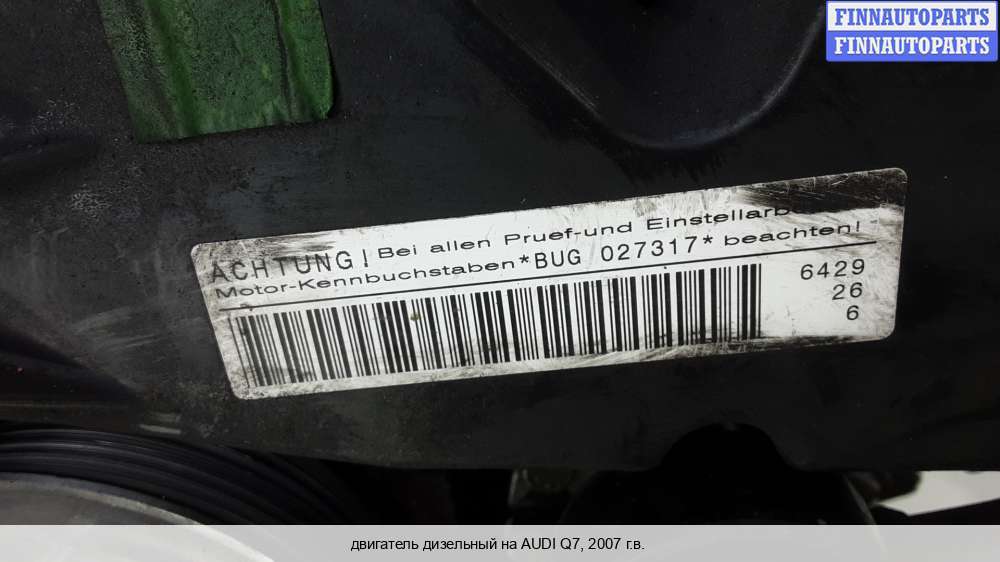 FINNAUTOPARTS
FINNAUTOPARTS
ACHTUNG! Bei allen Pruef-und
Motor-Kennbuchstaben*BUG 027317* beachten!
6429
26
6
двигатель дизельный на AUDI Q7, 2007 г.в.